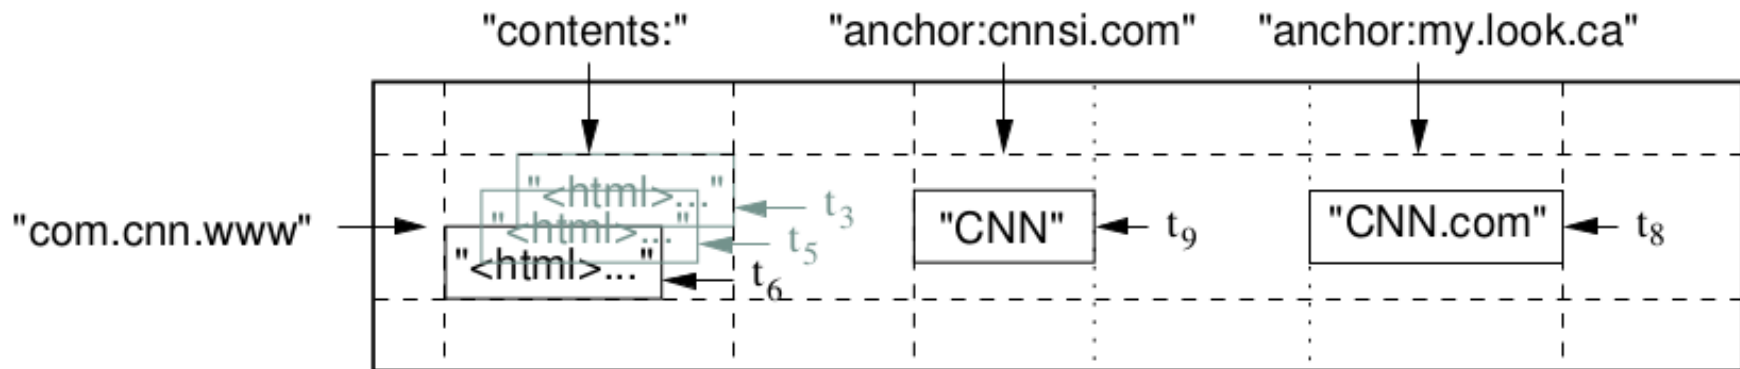 "contents:"
"anchor:cnnsi.com"
"anchor:my.look.ca"
"<html>..."
t3
"<html>..."
t5
"com.cnn.www"
"<html>..."
t6
"CNN"
t9
"CNN.com"
t8